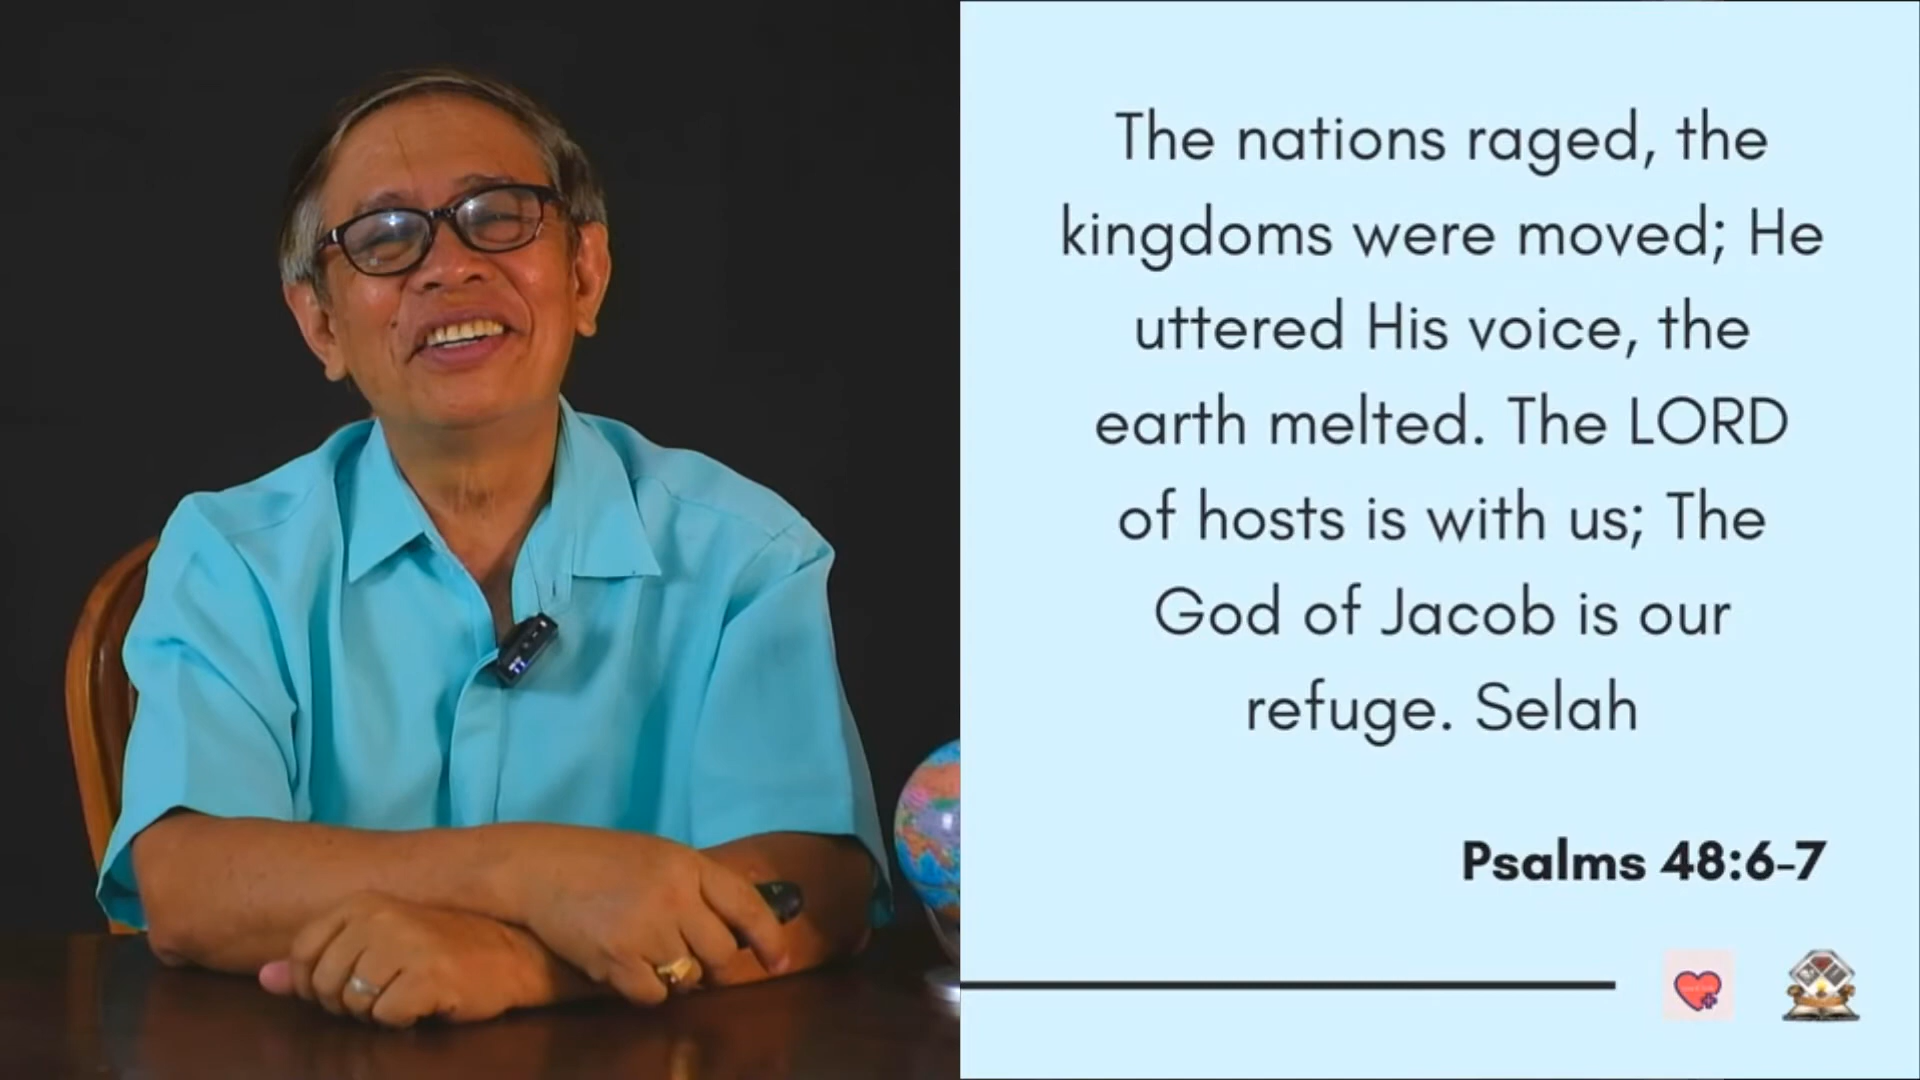 The nations raged, the
kingdoms were moved; He
uttered His voice, the
earth melted. The LORD
of hosts is with us; The
God of Jacob is our
refuge. Selah
Psalms 48:6-7